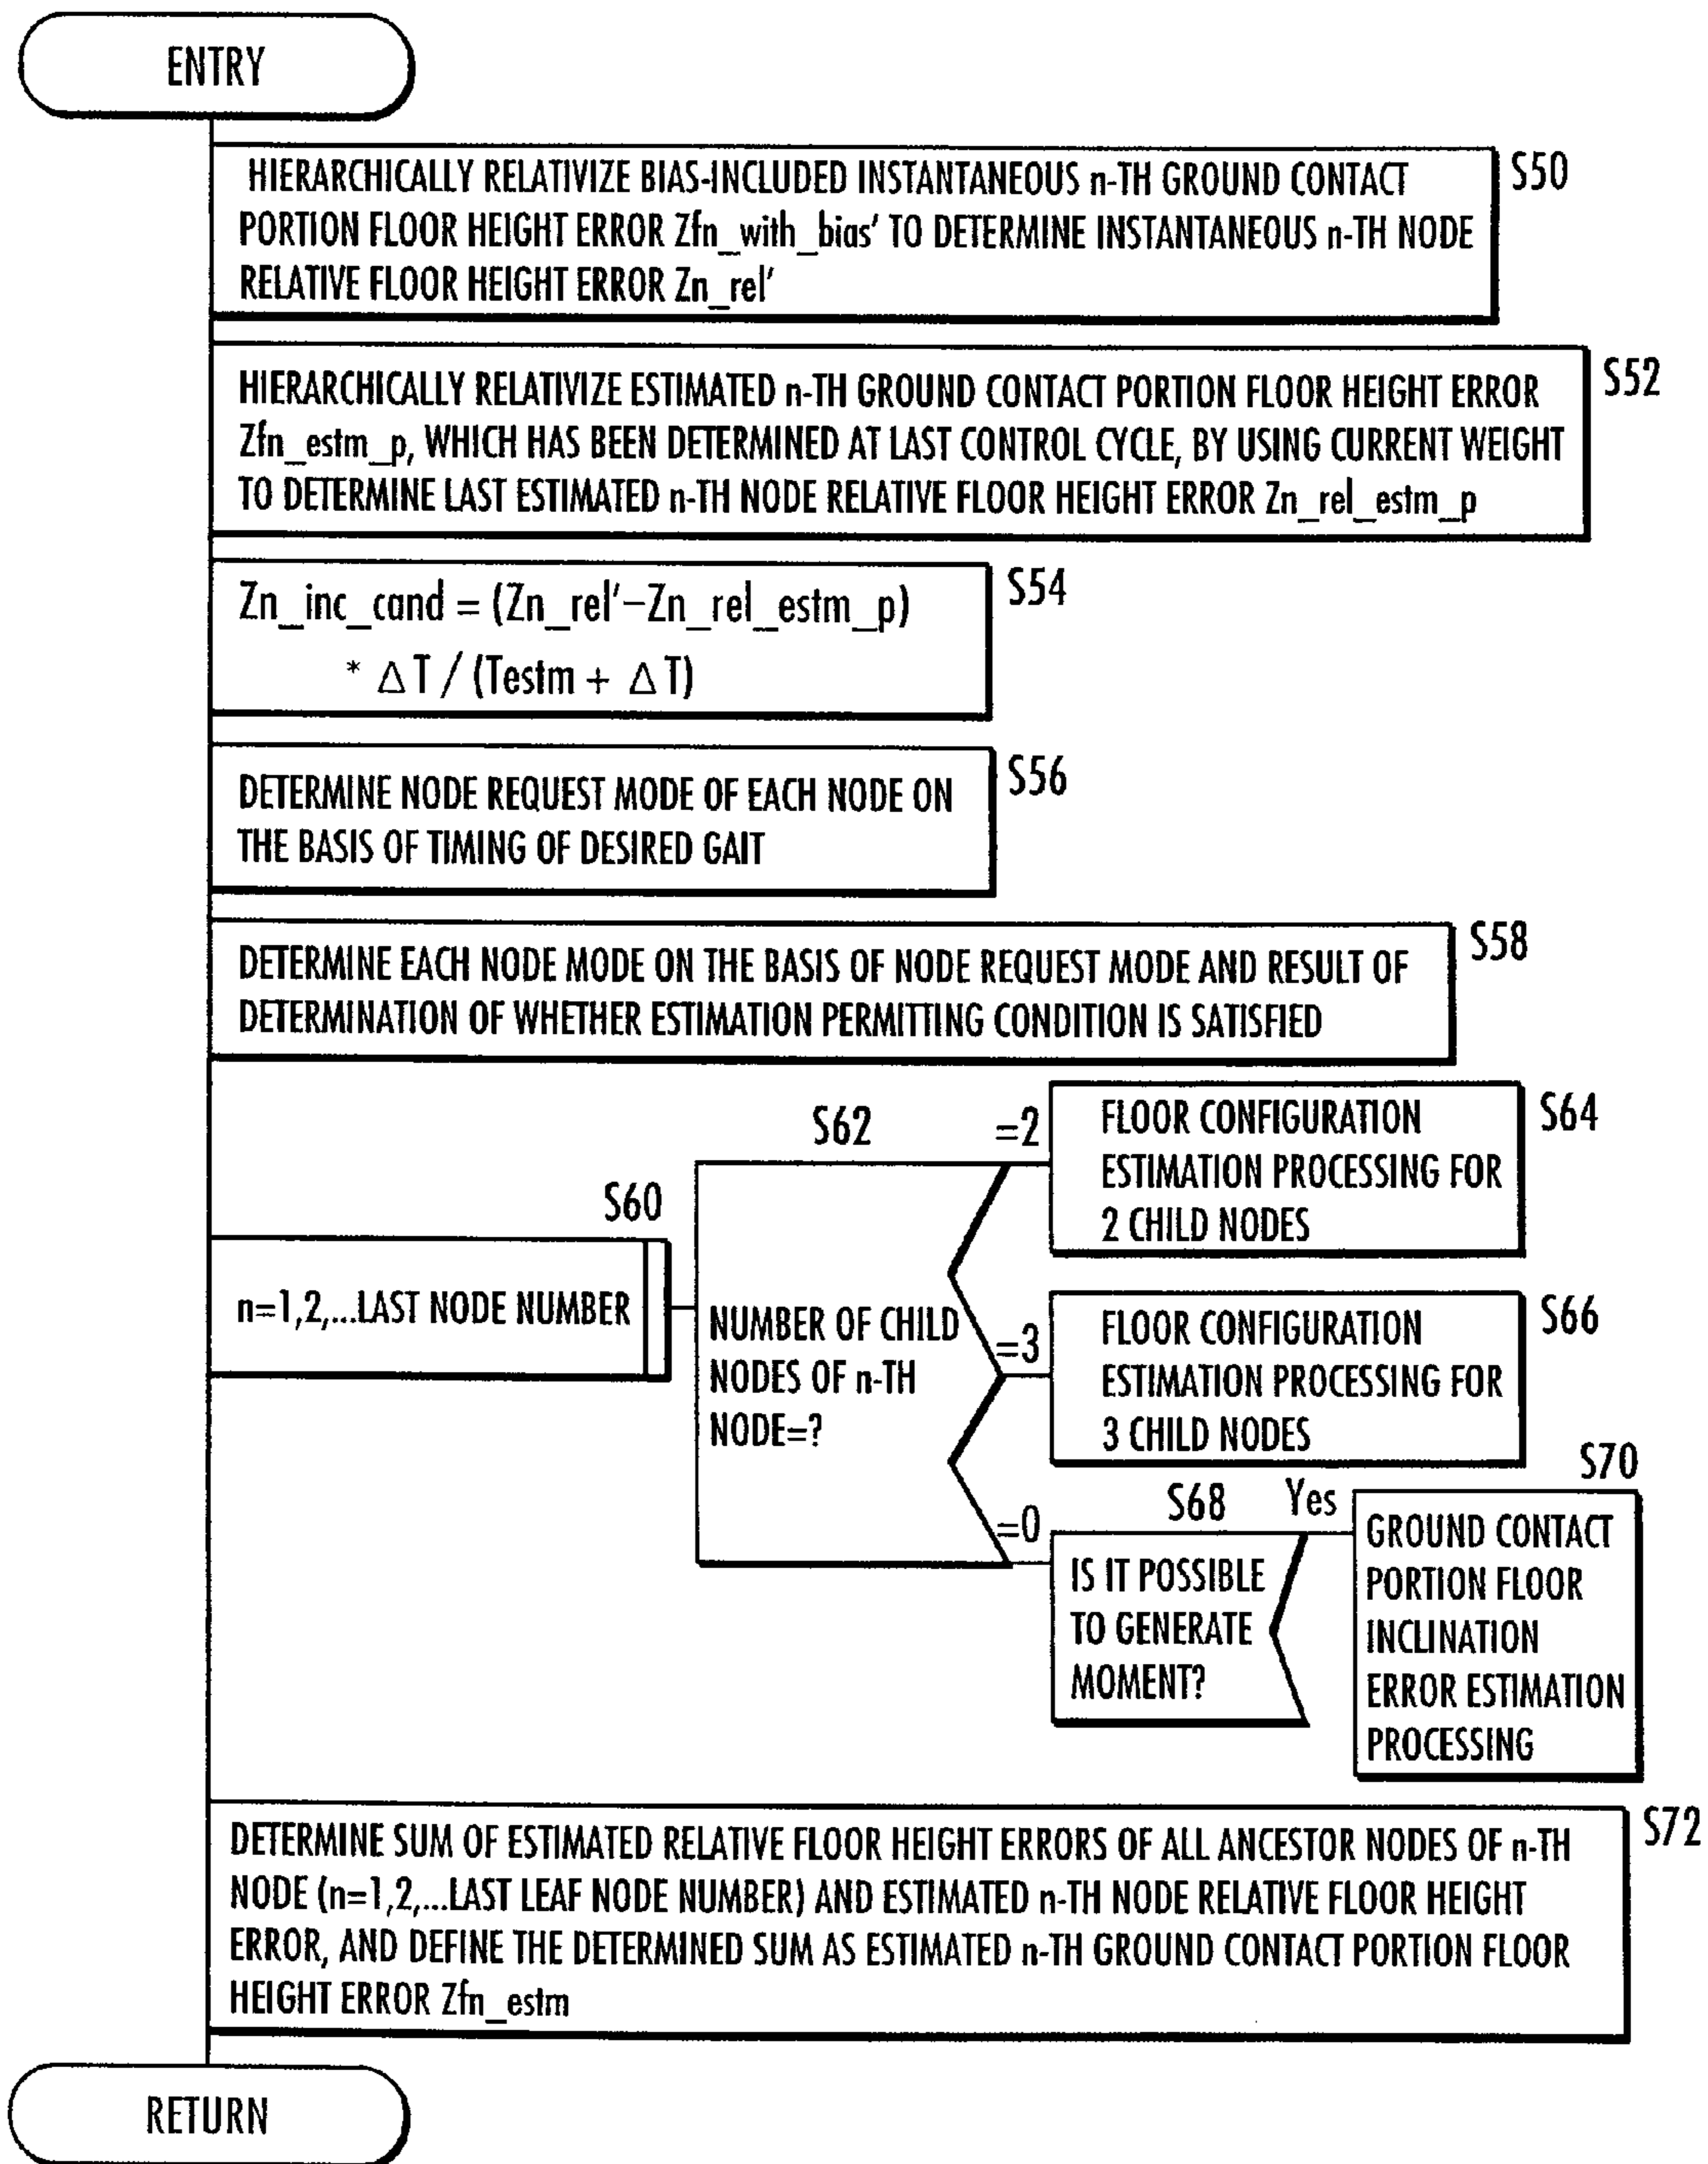 ENTRY
HIERARCHICALLY RELATIVIZE BIAS-INCLUDED INSTANTANEOUS n-TH GROUND CONTACT
PORTION FLOOR HEIGHT ERROR Zfn_with_bias' TO DETERMINE INSTANTANEOUS n-TH NODE
RELATIVE FLOOR HEIGHT ERROR Zn_rel'
S50
HIERARCHICALLY RELATIVIZE ESTIMATED n-TH GROUND CONTACT PORTION FLOOR HEIGHT ERROR
Zfn_estm_p, WHICH HAS BEEN DETERMINED AT LAST CONTROL CYCLE, BY USING CURRENT WEIGHT
TO DETERMINE LAST ESTIMATED n-TH NODE RELATIVE FLOOR HEIGHT ERROR Zn_rel_estm_p
S52
Zn_inc_cand = (Zn_rel'−Zn_rel_estm_p)
* △T / (Testm + △T)
S54
DETERMINE NODE REQUEST MODE OF EACH NODE ON
THE BASIS OF TIMING OF DESIRED GAIT
S56
DETERMINE EACH NODE MODE ON THE BASIS OF NODE REQUEST MODE AND RESULT OF
DETERMINATION OF WHETHER ESTIMATION PERMITTING CONDITION IS SATISFIED
S58
S60
n=1,2,...LAST NODE NUMBER
S62
NUMBER OF CHILD
NODES OF n-TH
NODE=?
=2
FLOOR CONFIGURATION
ESTIMATION PROCESSING FOR
2 CHILD NODES
S64
=3
FLOOR CONFIGURATION
ESTIMATION PROCESSING FOR
3 CHILD NODES
S66
=0
S68
IS IT POSSIBLE
TO GENERATE
MOMENT?
Yes
S70
GROUND CONTACT
PORTION FLOOR
INCLINATION
ERROR ESTIMATION
PROCESSING
DETERMINE SUM OF ESTIMATED RELATIVE FLOOR HEIGHT ERRORS OF ALL ANCESTOR NODES OF n-TH
NODE (n=1,2,...LAST LEAF NODE NUMBER) AND ESTIMATED n-TH NODE RELATIVE FLOOR HEIGHT
ERROR, AND DEFINE THE DETERMINED SUM AS ESTIMATED n-TH GROUND CONTACT PORTION FLOOR
HEIGHT ERROR Zfn_estm
S72
RETURN